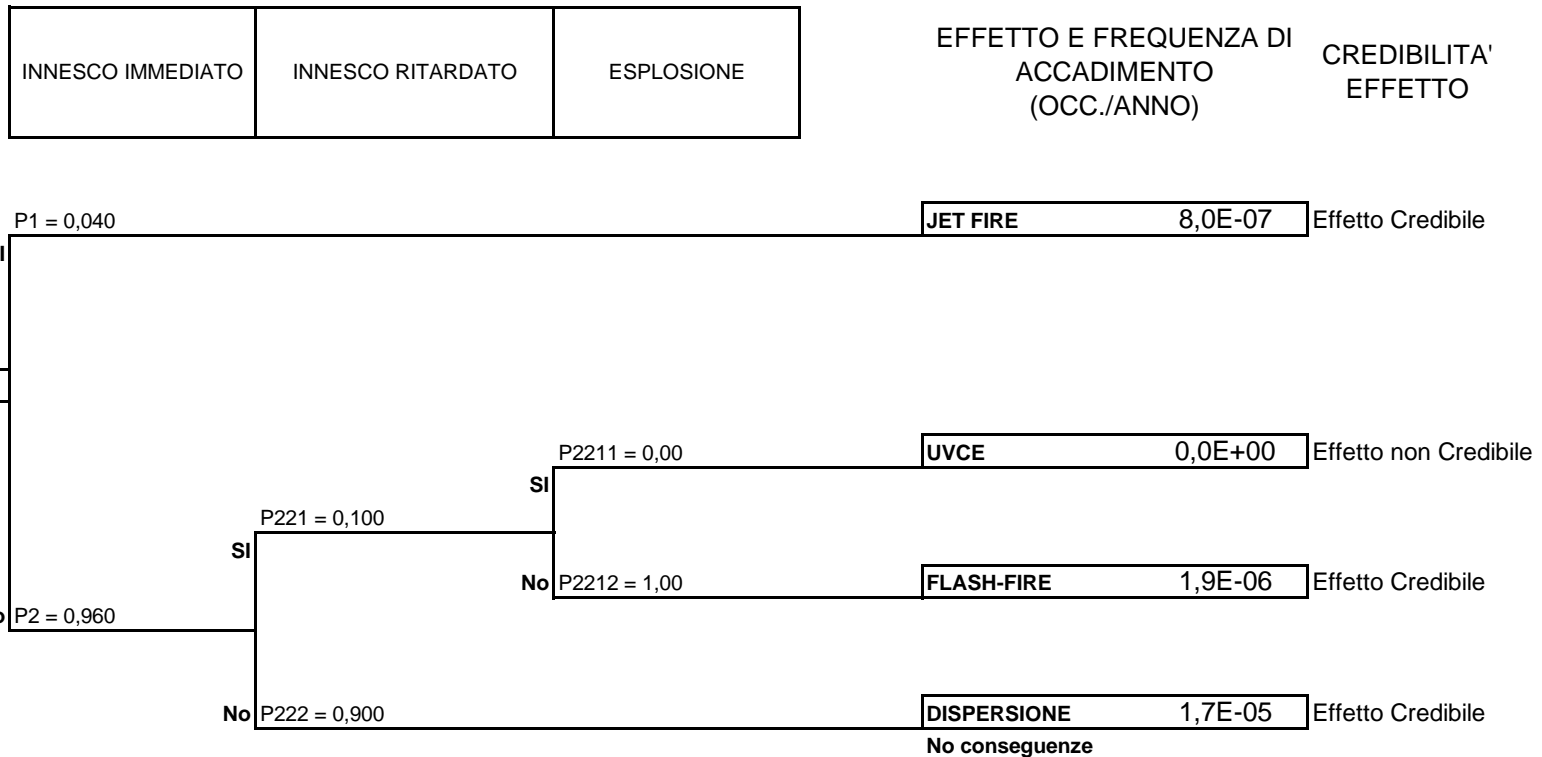 INNESCO IMMEDIATO
INNESCO RITARDATO
ESPLOSIONE
EFFETTO E FREQUENZA DI
ACCADIMENTO
(OCC./ANNO)
CREDIBILITA'
EFFETTO
P1 = 0,040
JET FIRE 8,0E-07 Effetto Credibile
P2211 = 0,00
UVCE 0,0E+00 Effetto non Credibile
SI
P221 = 0,100
SI
No P2212 = 1,00
FLASH-FIRE 1,9E-06 Effetto Credibile
P2 = 0,960
No P222 = 0,900
DISPERSIONE 1,7E-05 Effetto Credibile
No conseguenze